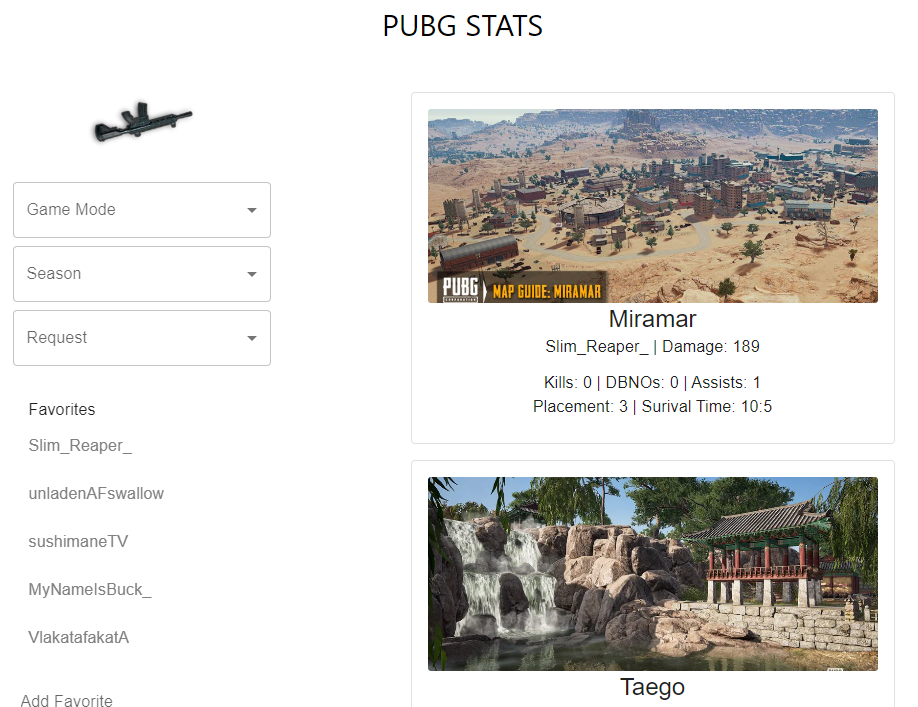 PUBG STATS
Game Mode
Season
Request
Favorites
Slim_Reaper_
unladenAFswallow
sushimaneTV
MyNameIsBuck_
VlakatafakatA
Add Favorite
PUBG
CORPORATION
MAP GUIDE: MIRAMAR
Miramar
Slim_Reaper_ | Damage: 189
Kills: 0 | DBNOs: 0 | Assists: 1
Placement: 3 | Surival Time: 10:5
Taego